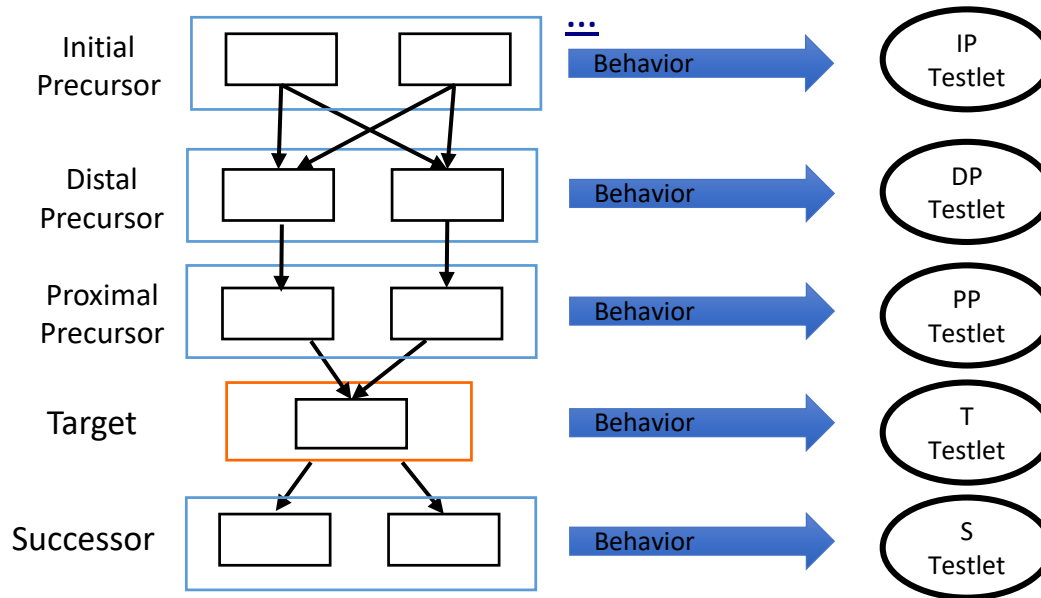 ...
Initial
Precursor
Behavior
IP
Testlet
Distal
Precursor
Behavior
DP
Testlet
Proximal
Precursor
Behavior
PP
Testlet
Target
Behavior
T
Testlet
Successor
Behavior
S
Testlet